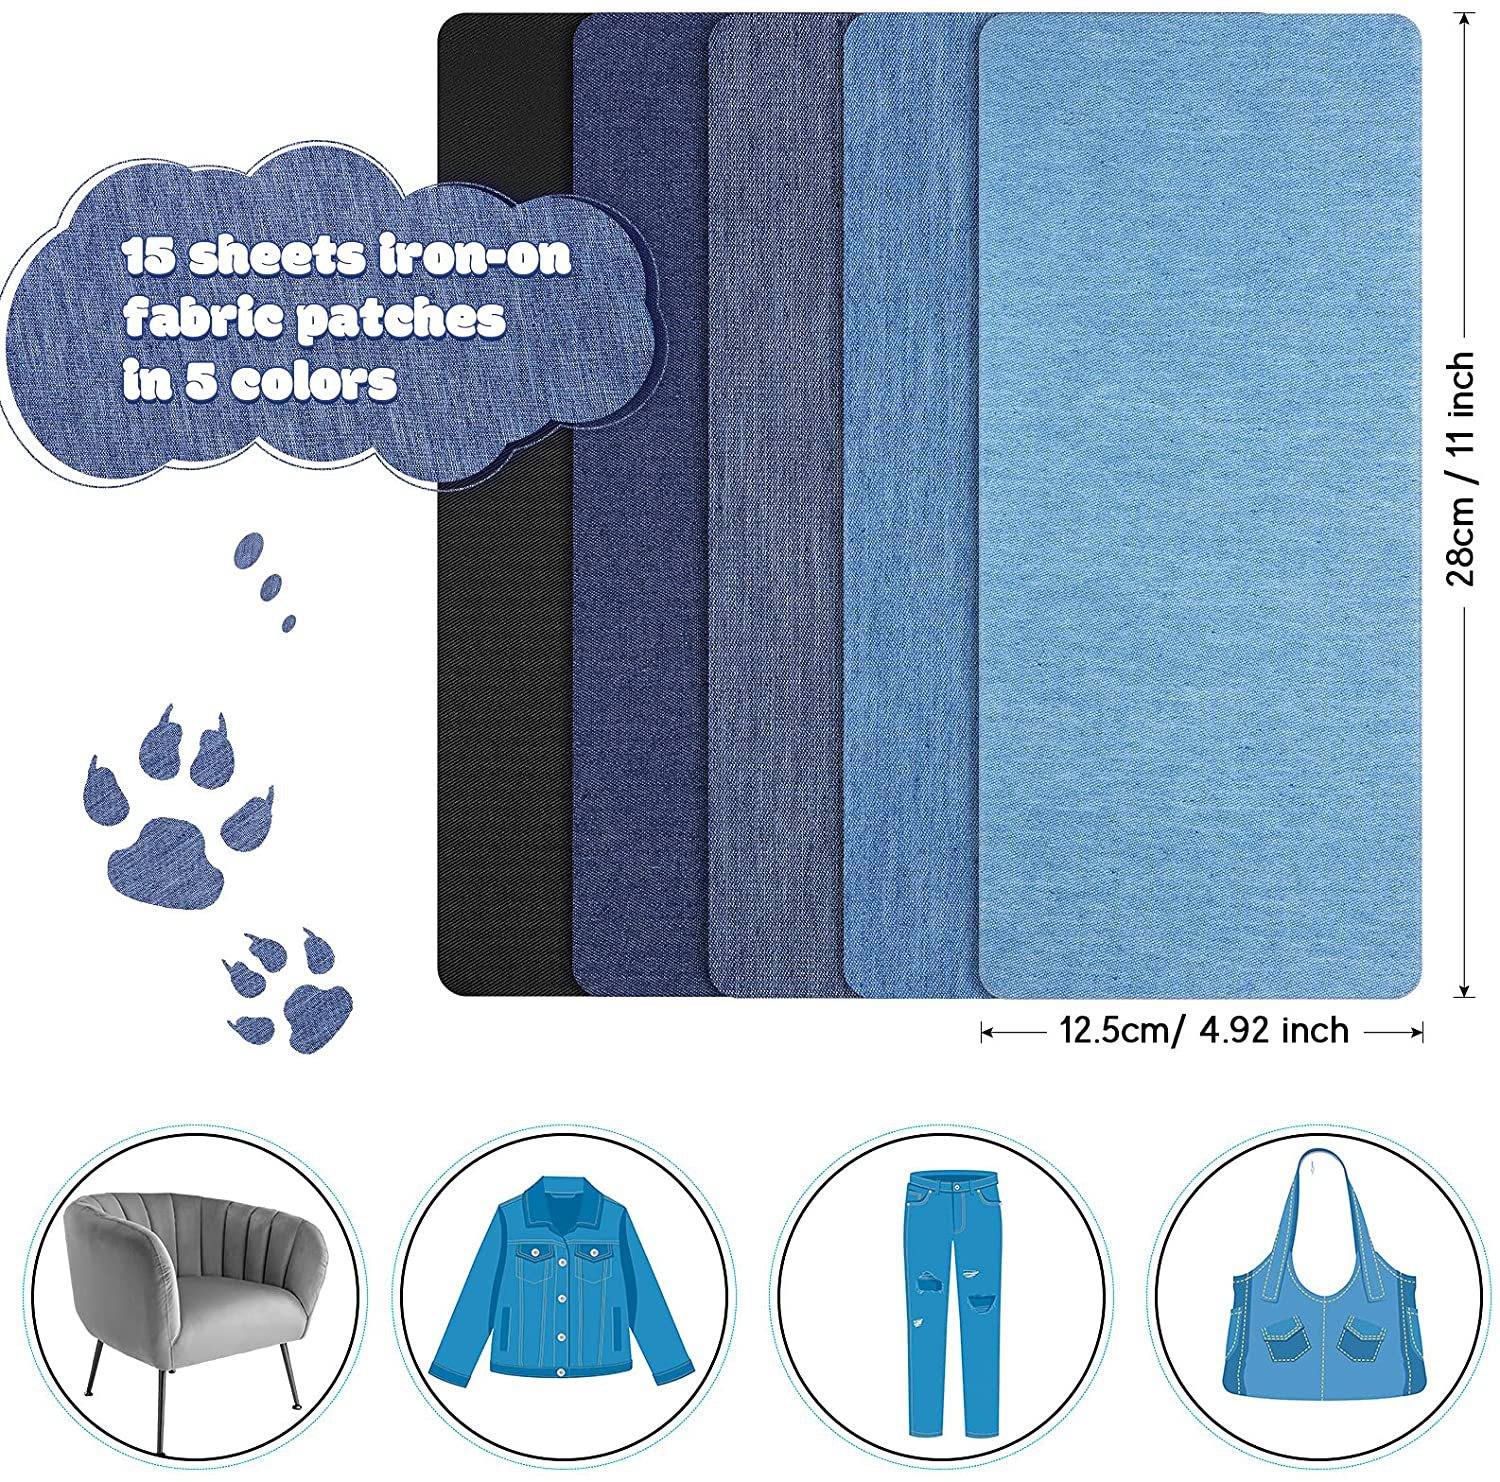 15 sheets iron-on
fabric patches
in 5 colors
28cm / 11 inch
12.5cm/ 4.92 inch